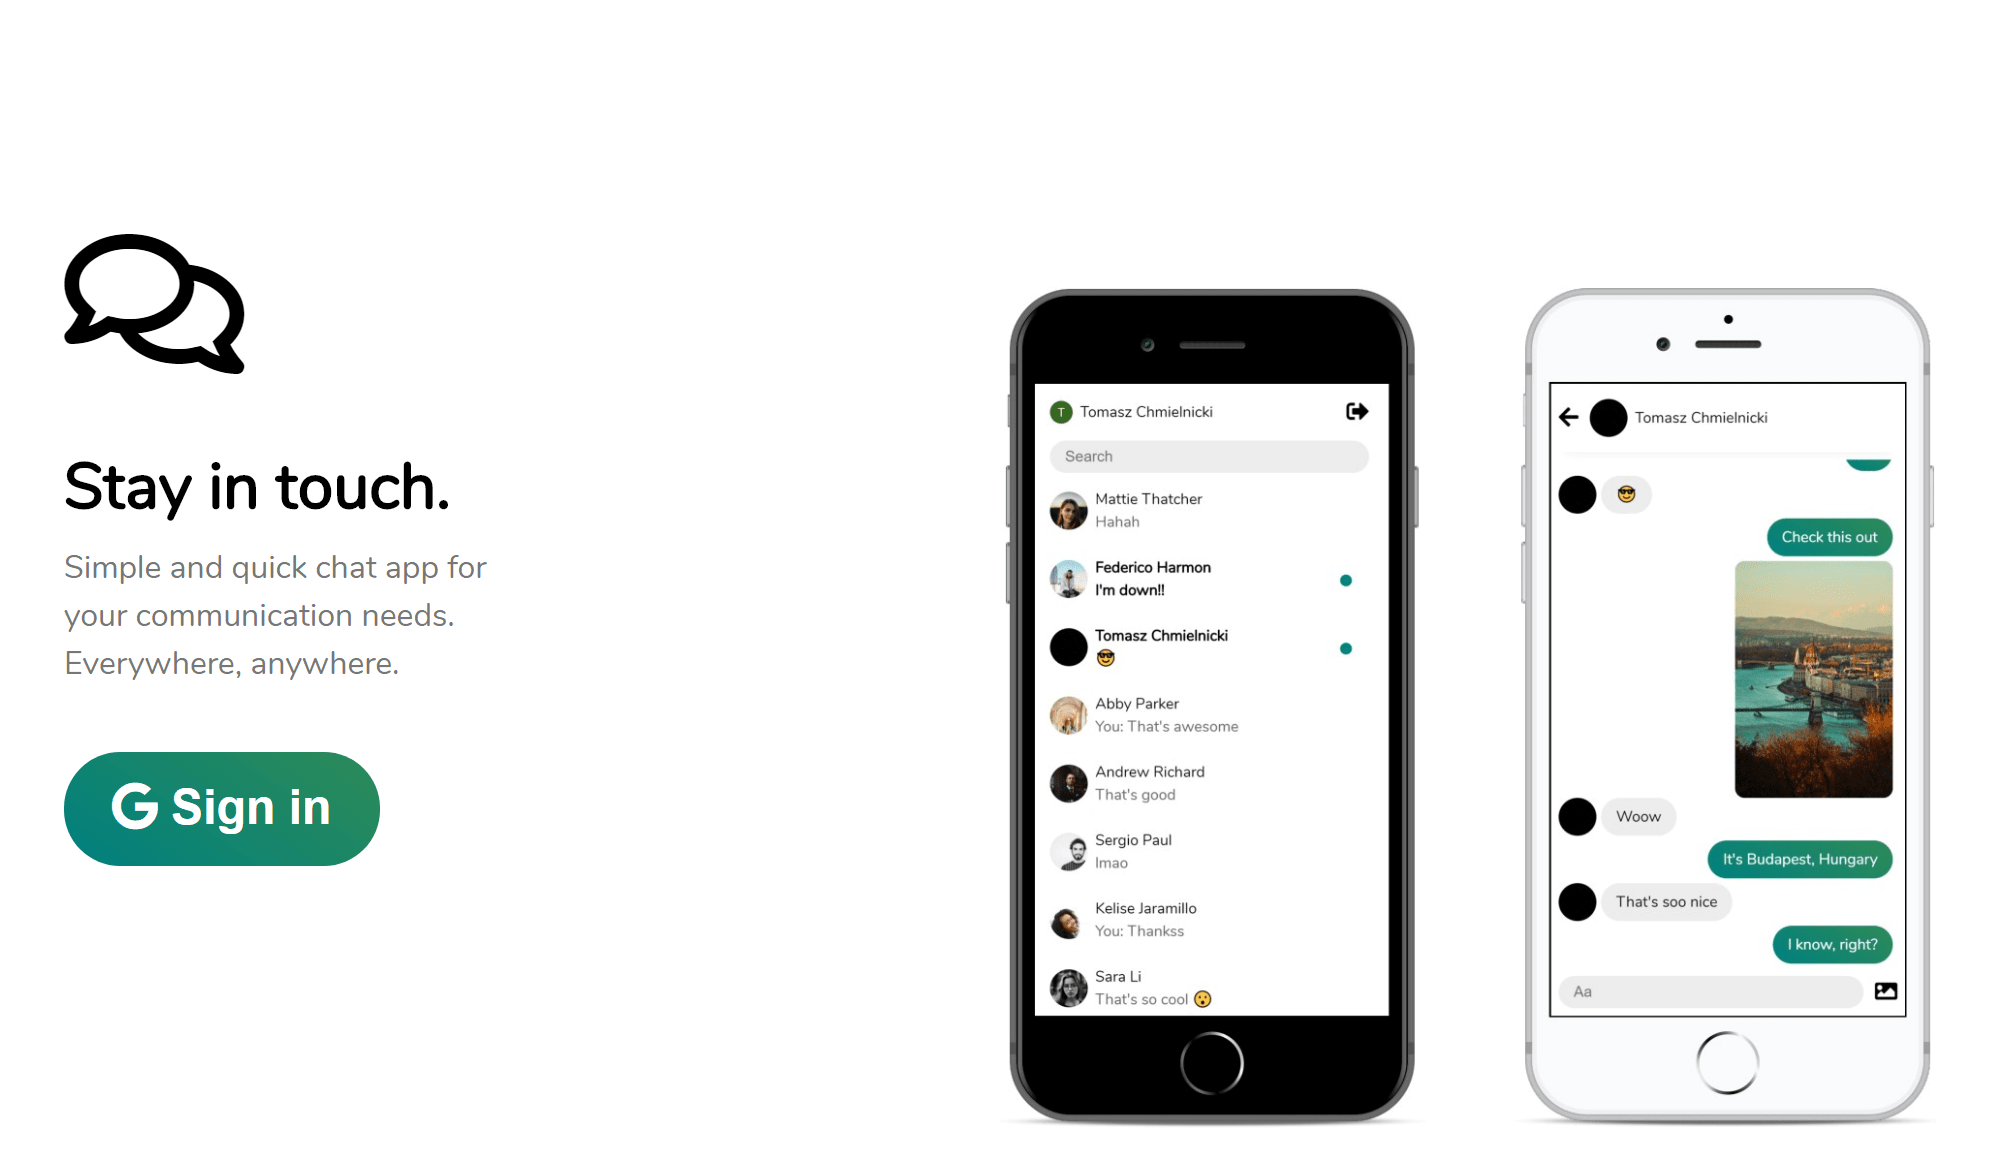 Stay in touch.
Simple and quick chat app for
your communication needs.
Everywhere, anywhere.
G Sign in
T Tomasz Chmielnicki
Search
Mattie Thatcher
Hahah
Federico Harmon
I'm down!!
Tomasz Chmielnicki
😎
Abby Parker
You: That's awesome
Andrew Richard
That's good
Sergio Paul
lmao
Kelise Jaramillo
You: Thankss
Sara Li
That's so cool 😮
Tomasz Chmielnicki
😎
Check this out
Woow
It's Budapest, Hungary
That's soo nice
I know, right?
Aa